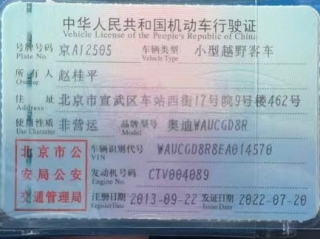 中华人民共和国机动车行驶证
Vehicle License of the People's Republic of China
号牌号码 京A12505 车辆类型 小型越野客车
Plate No. Vehicle Type
所有人 赵桂平
Owner
住址 北京市宣武区车站西街17号院9号楼462号
Address
使用性质 非营运 品牌型号 奥迪WAUCGD8R
Use Character Model
北京市公安局公安交通管理局
车辆识别代号 WAUCGD8R8EA014570
VIN
发动机号码 CTV004089
Engine No.
注册日期 2013-09-22 发证日期 2022-07-20
Register Date Issue Date